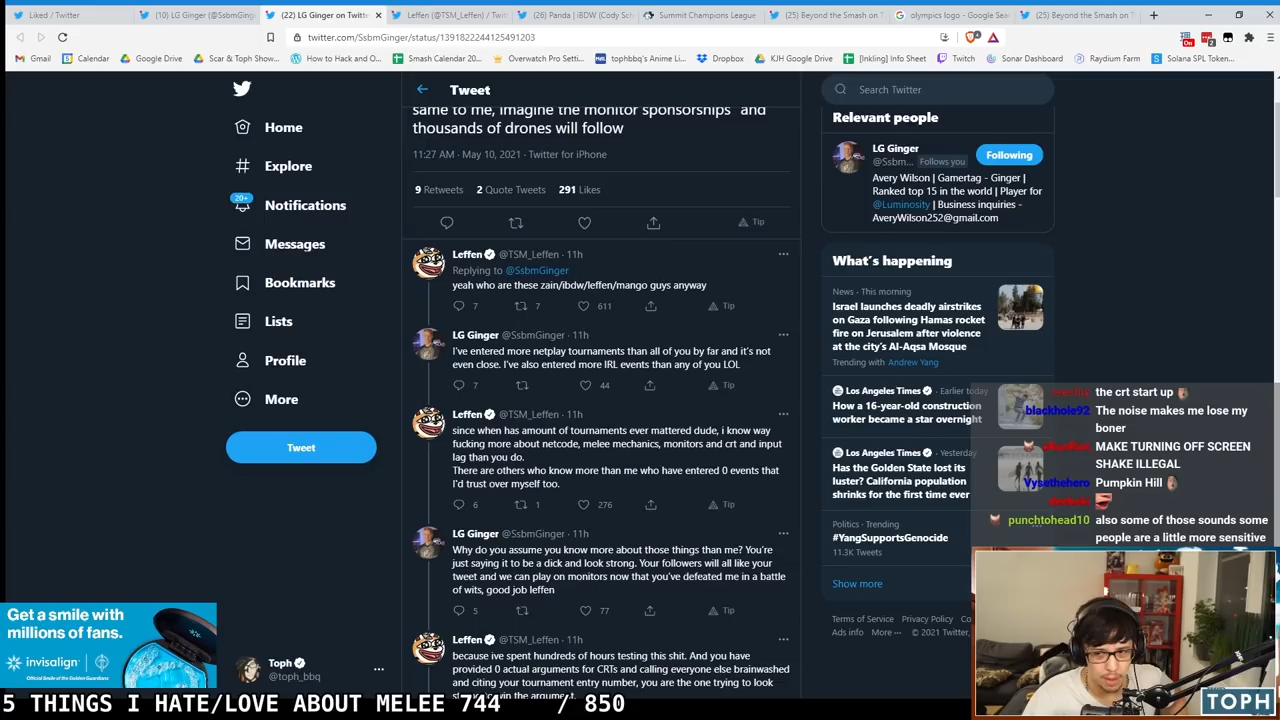 Liked / Twitter
(10) LG Ginger (@SsbmGing
(22) LG Ginger on Twitte
Leffen (@TSM_Leffen) / Twit
(26) Panda | iBDW (Cody Sch
Summit Champions League
(25) Beyond the Smash on T
olympics logo - Google Sea
(25) Beyond the Smash on T
twitter.com/SsbmGinger/status/1391822244125491203
Gmail
Calendar
Google Drive
Scar & Toph Show...
How to Hack and O...
Smash Calendar 20...
Overwatch Pro Setti...
tophbbq's Anime Li...
Dropbox
KJH Google Drive
[Inkling] Info Sheet
Twitch
Sonar Dashboard
Raydium Farm
Solana SPL Token...
Home
Explore
20+
Notifications
Messages
Bookmarks
Lists
Profile
More
Tweet
Get a smile with
millions of fans.
invisalign
Toph
@toph_bbq
Tweet
same to me, imagine the monitor sponsorships" and
thousands of drones will follow
11:27 AM · May 10, 2021 · Twitter for iPhone
9 Retweets 2 Quote Tweets 291 Likes
Tip
Leffen @TSM_Leffen · 11h
Replying to @SsbmGinger
yeah who are these zain/ibdw/leffen/mango guys anyway
7 7 611 Tip
LG Ginger @SsbmGinger · 11h
I've entered more netplay tournaments than all of you by far and it's not
even close. I've also entered more IRL events than any of you LOL
7 44 Tip
Leffen @TSM_Leffen · 11h
since when has amount of tournaments ever mattered dude, i know way
fucking more about netcode, melee mechanics, monitors and crt and input
lag than you do.
There are others who know more than me who have entered 0 events that
I'd trust over myself too.
6 1 276 Tip
LG Ginger @SsbmGinger · 11h
Why do you assume you know more about those things than me? You're
just saying it to be a dick and look strong. Your followers will all like your
tweet and we can play on monitors now that you've defeated me in a battle
of wits, good job leffen
5 77 Tip
Leffen @TSM_Leffen · 11h
because ive spent hundreds of hours testing this shit. And you have
provided 0 actual arguments for CRTs and calling everyone else brainwashed
and citing your tournament entry number, you are the one trying to look
win the argument.
Search Twitter
Relevant people
LG Ginger
@Ssbm... Follows you
Following
Avery Wilson | Gamertag - Ginger |
Ranked top 15 in the world | Player for
@Luminosity | Business inquiries -
AveryWilson252@gmail.com
What's happening
News · This morning
Israel launches deadly airstrikes
on Gaza following Hamas rocket
fire on Jerusalem after violence
at the city's Al-Aqsa Mosque
Trending with Andrew Yang
Los Angeles Times · Earlier today
How a 16-year-old construction
worker became a star overnight
Los Angeles Times · Yesterday
Has the Golden State lost its
luster? California population
shrinks for the first time ever
Politics · Trending
#YangSupportsGenocide
11.3K Tweets
Show more
Terms of Service Privacy Policy Co
Ads info More ··· © 2021 Twitter,
the crt start up
blackhole92 The noise makes me lose my
boner
MAKE TURNING OFF SCREEN
SHAKE ILLEGAL
Vysethehero Pumpkin Hill
punchtohead10 also some of those sounds some
people are a little more sensitive
TOPH
5 THINGS I HATE/LOVE ABOUT MELEE 744 / 850